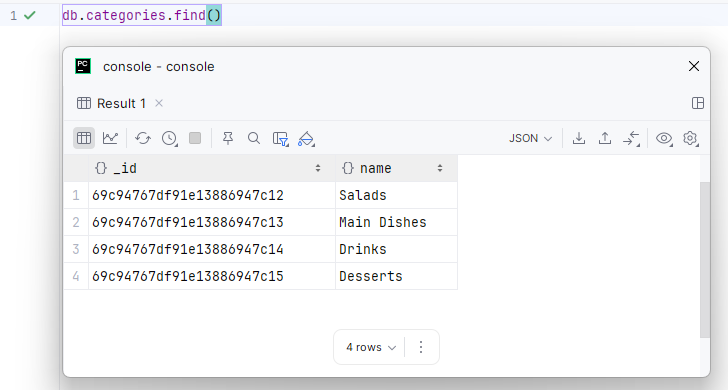 1 db.categories.find()
PC console - console
Result 1
JSON
_id name
1 69c94767df91e13886947c12 Salads
2 69c94767df91e13886947c13 Main Dishes
3 69c94767df91e13886947c14 Drinks
4 69c94767df91e13886947c15 Desserts
4 rows